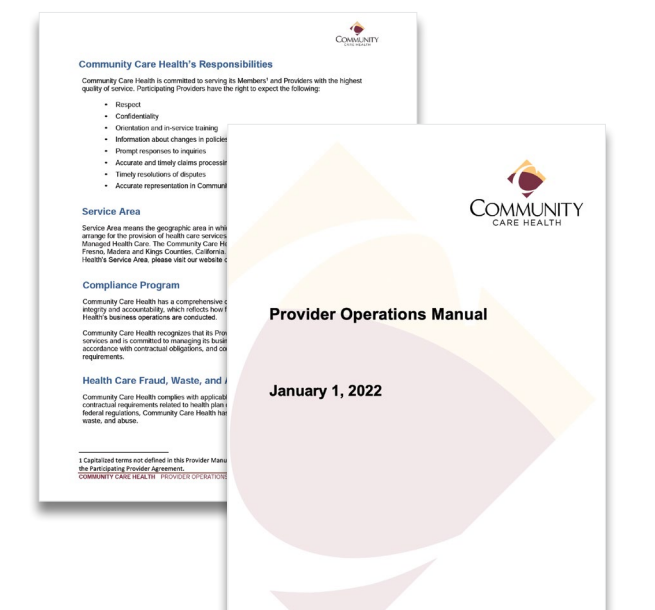 COMMUNITY
CARE HEALTH
Community Care Health's Responsibilities
Community Care Health is committed to serving its Members¹ and Providers with the highest
quality of service. Participating Providers have the right to expect the following:
• Respect
• Confidentiality
• Orientation and in-service training
• Information about changes in policies
• Prompt responses to inquiries
• Accurate and timely claims
• Timely resolutions of disputes
• Accurate representation in
Service Area
Service Area means the geographic area in
arrange for the provision of health care services
Managed Health Care. The Community Care
Fresno, Madera and Kings Counties, California
Health's Service Area, please visit our website
Compliance Program
Community Care Health has a comprehensive
integrity and accountability, which reflects how
Health's business operations are conducted.
Community Care Health recognizes that its
services and is committed to managing its
accordance with contractual obligations, and
requirements.
Health Care Fraud, Waste, and
Community Care Health complies with
contractual requirements related to health plan
federal regulations, Community Care Health has
waste, and abuse.
1 Capitalized terms not defined in this Provider
the Participating Provider Agreement.
COMMUNITY CARE HEALTH PROVIDER OPERATIONS
COMMUNITY
CARE HEALTH
Provider Operations Manual
January 1, 2022